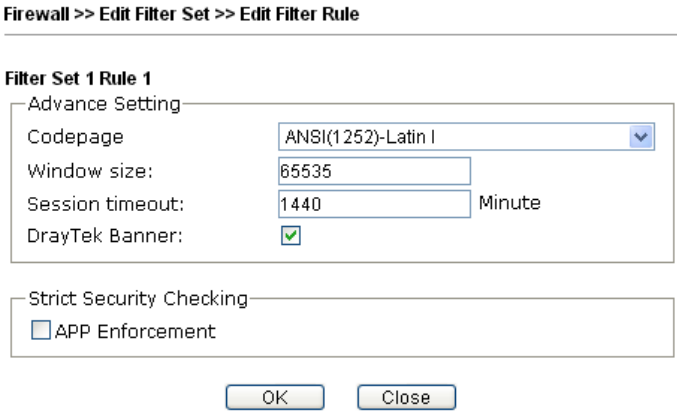 Firewall >> Edit Filter Set >> Edit Filter Rule
Filter Set 1 Rule 1
Advance Setting
Codepage ANSI(1252)-Latin I
Window size: 65535
Session timeout: 1440 Minute
DrayTek Banner:
Strict Security Checking
APP Enforcement
OK Close